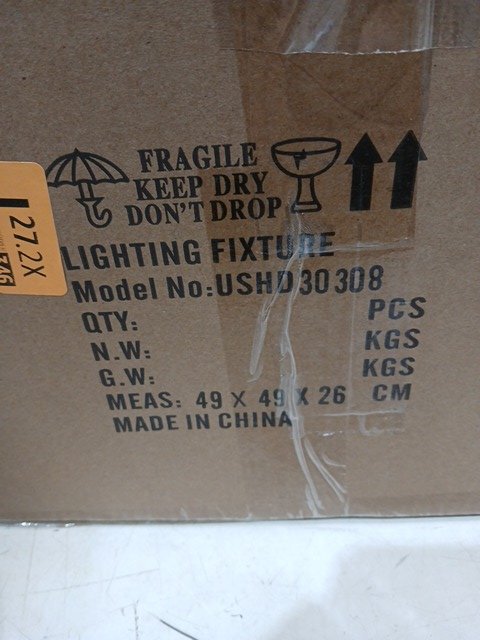 FRAGILE
KEEP DRY
DON'T DROP
LIGHTING FIXTURE
Model No:USHD30308
QTY: PCS
N.W: KGS
G.W: KGS
MEAS: 49 X 49 X 26 CM
MADE IN CHINA
27.2X